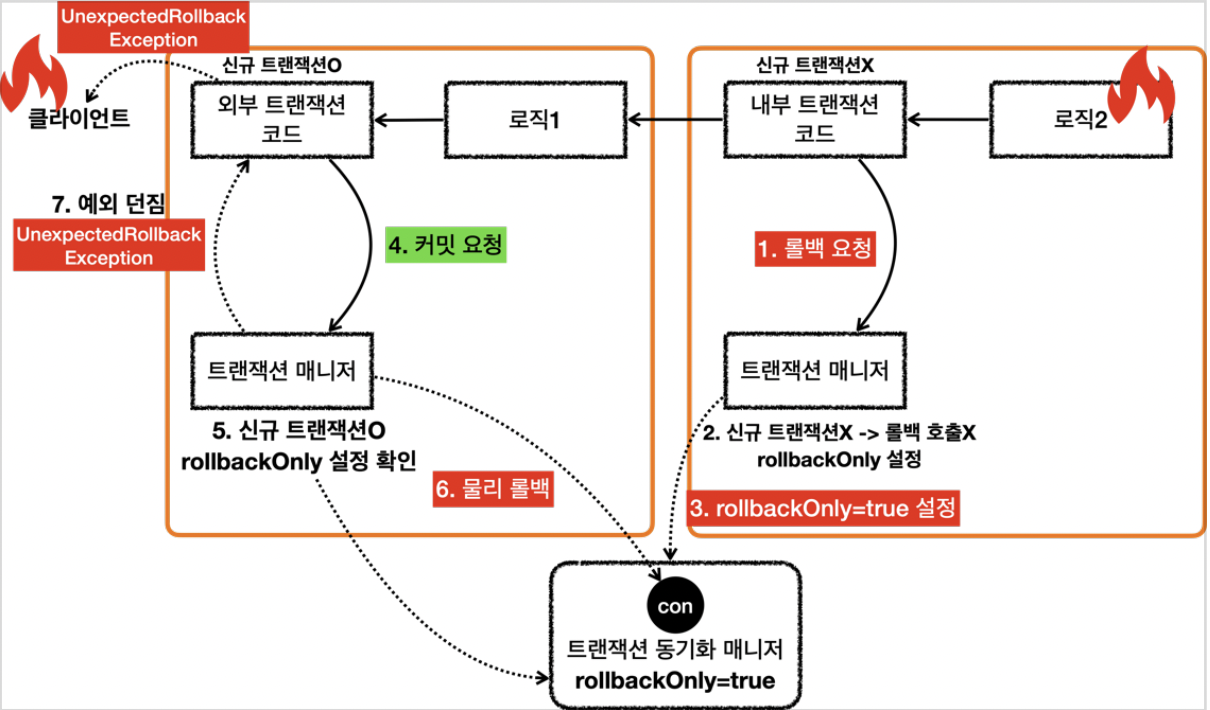 UnexpectedRollback
Exception
신규 트랜잭션O
신규 트랜잭션X
클라이언트
외부 트랜잭션
코드
로직1
내부 트랜잭션
코드
로직2
7. 예외 던짐
UnexpectedRollback
Exception
4. 커밋 요청
1. 롤백 요청
트랜잭션 매니저
트랜잭션 매니저
5. 신규 트랜잭션O
rollbackOnly 설정 확인
2. 신규 트랜잭션X -> 롤백 호출X
rollbackOnly 설정
6. 물리 롤백
3. rollbackOnly=true 설정
con
트랜잭션 동기화 매니저
rollbackOnly=true